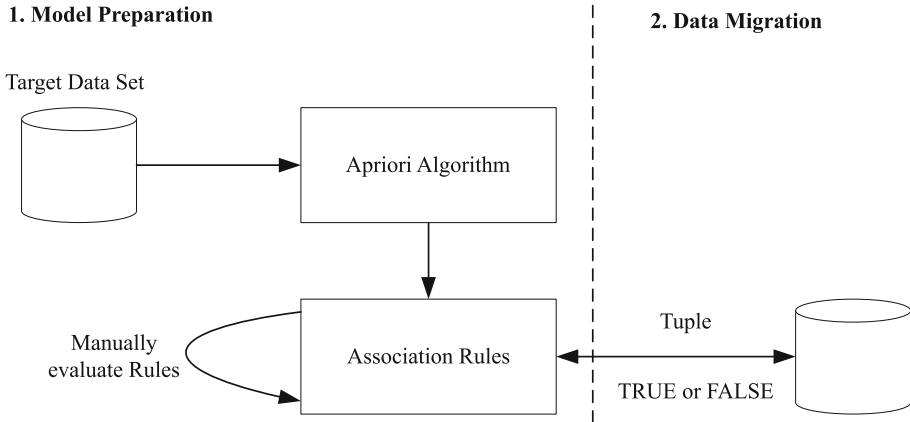 1. Model Preparation
2. Data Migration
Target Data Set
Apriori Algorithm
Manually
evaluate Rules
Association Rules
Tuple
TRUE or FALSE